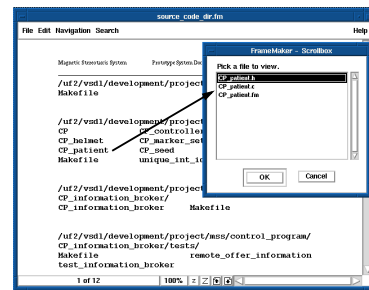 source_code_dir.fm
File Edit Navigation Search Help
Magnetic Stereotaxis System Prototype System Doc
/uf2/vsdl/development/project
Makefile
/uf2/vsdl/development/project
CP CP_controller
CP_helmet CP_marker_set
CP_patient CP_seed
Makefile unique_int_id
/uf2/vsdl/development/project
CP_information_broker/
CP_information_broker Makefile
/uf2/vsdl/development/project/mss/control_program/
CP_information_broker/tests/
Makefile remote_offer_information
test_information_broker
1 of 12 100% z Z
FrameMaker - Scrollbox
Pick a file to view.
CP_patient.h
CP_patient.c
CP_patient.fm
OK Cancel